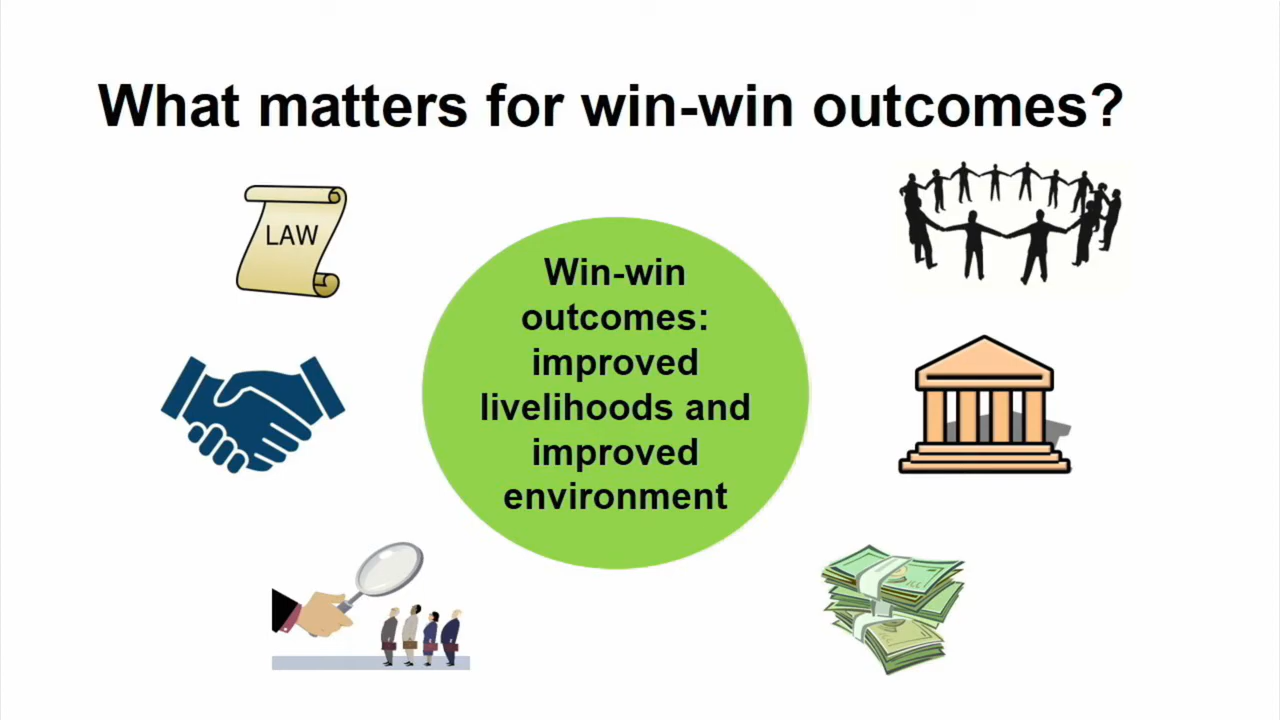 What matters for win-win outcomes?
LAW
Win-win
outcomes:
improved
livelihoods and
improved
environment